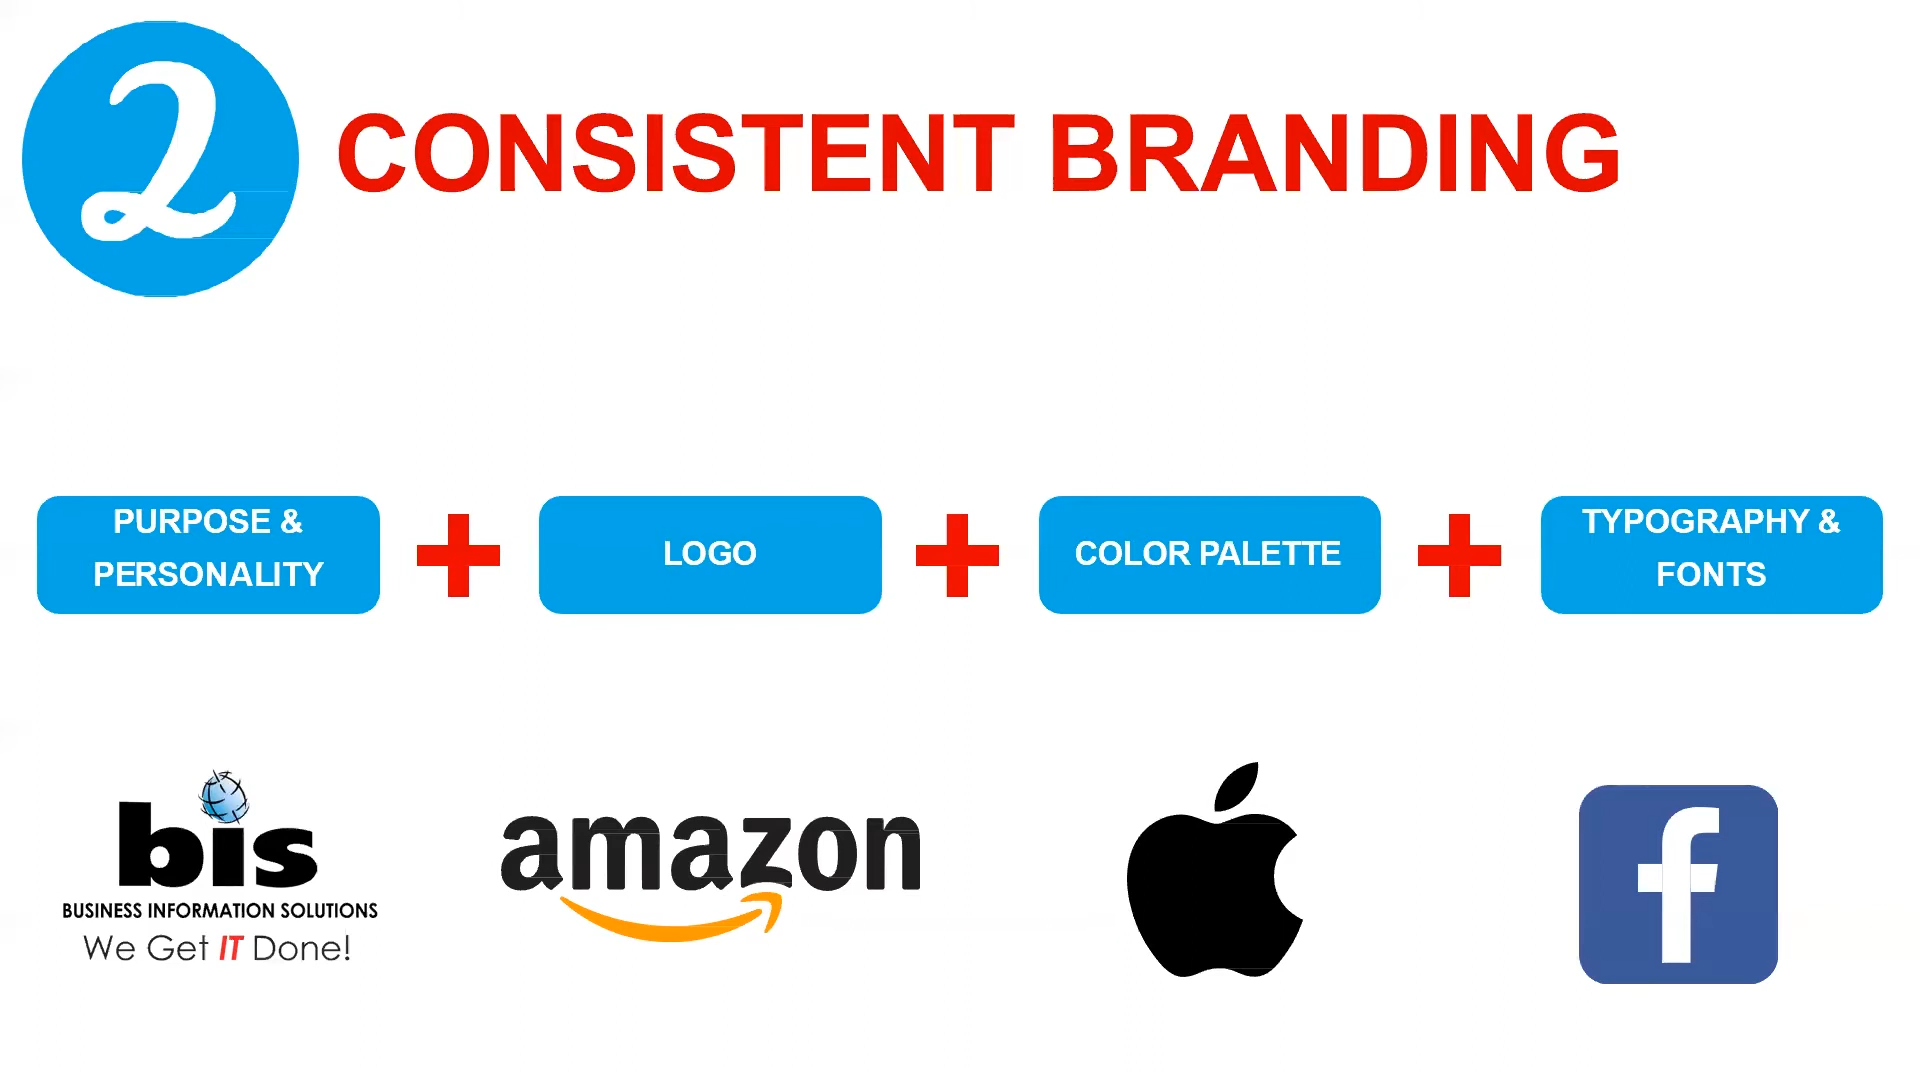 2
CONSISTENT BRANDING
PURPOSE &
PERSONALITY
LOGO
COLOR PALETTE
TYPOGRAPHY &
FONTS
bis
BUSINESS INFORMATION SOLUTIONS
We Get IT Done!
amazon
f